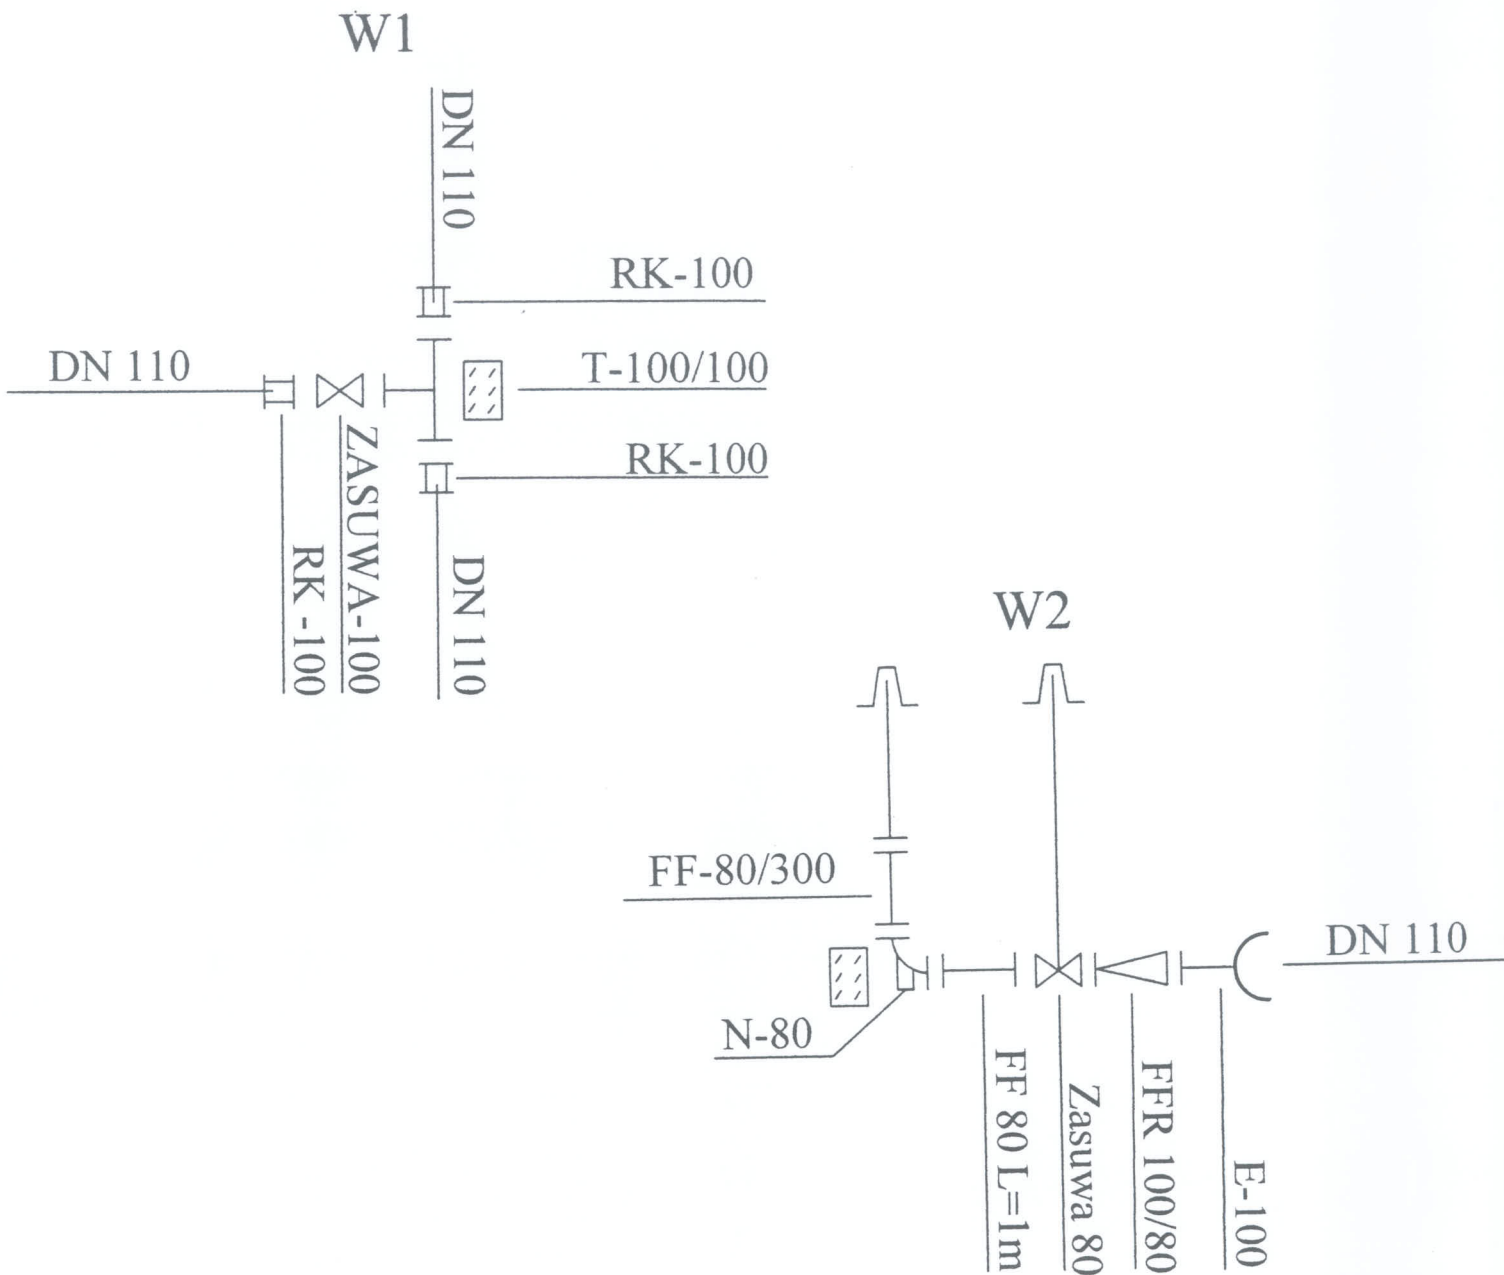 W1
DN 110
RK-100
DN 110
T-100/100
RK-100
ZASUWA-100
RK -100
DN 110
W2
FF-80/300
DN 110
N-80
FF 80 L=1m
Zasuwa 80
FFR 100/80
E-100